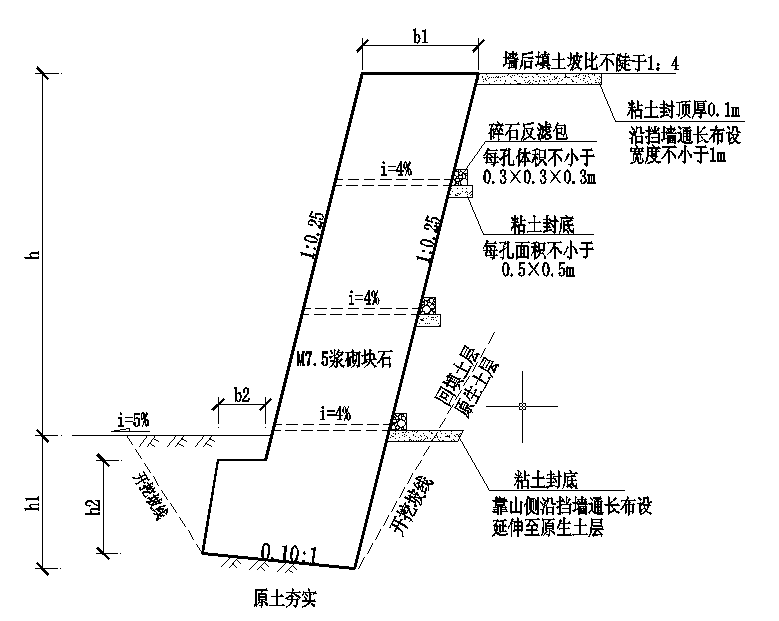 b1
墙后填土坡比不陡于1：4
粘土封顶厚0.1m
沿挡墙通长布设
宽度不小于1m
碎石反滤包
每孔体积不小于
0.3×0.3×0.3m
i=4%
粘土封底
每孔面积不小于
0.5×0.5m
1:0.25
1:0.25
h
i=4%
M7.5浆砌块石
回填土层
原生土层
b2
i=4%
i=5%
粘土封底
靠山侧沿挡墙通长布设
延伸至原生土层
开挖坡线
开挖坡线
h1
h2
0.10:1
原土夯实